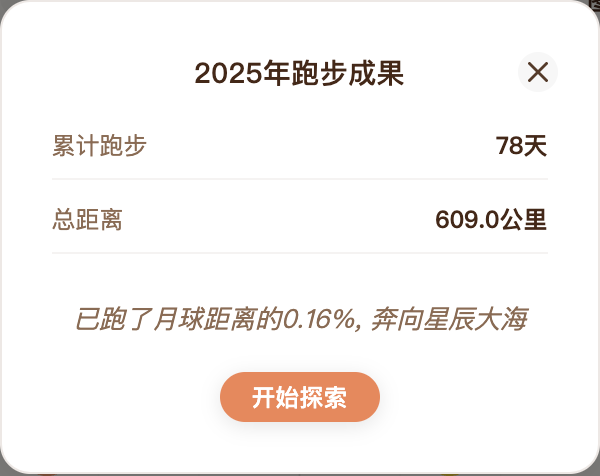 2025年跑步成果
累计跑步 78天
总距离 609.0公里
已跑了月球距离的0.16%, 奔向星辰大海
开始探索